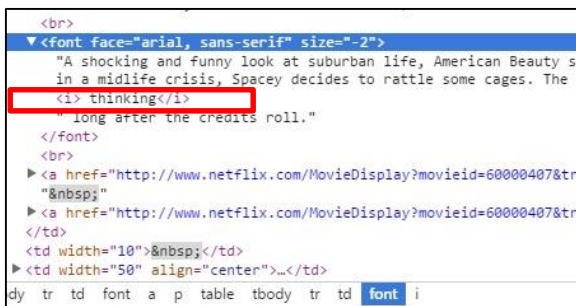 <br>
▼<font face="arial, sans-serif" size="-2">
"A shocking and funny look at suburban life, American Beauty s
in a midlife crisis, Spacey decides to rattle some cages. The
<i> thinking</i>
" long after the credits roll."
</font>
<br>
▶<a href="http://www.netflix.com/MovieDisplay?movieid=60000407&tr
"&nbsp;"
▶<a href="http://www.netflix.com/MovieDisplay?movieid=60000407&tr
</td>
<td width="10">&nbsp;</td>
▶<td width="50" align="center">…</td>
dy tr td font a p table tbody tr td font i